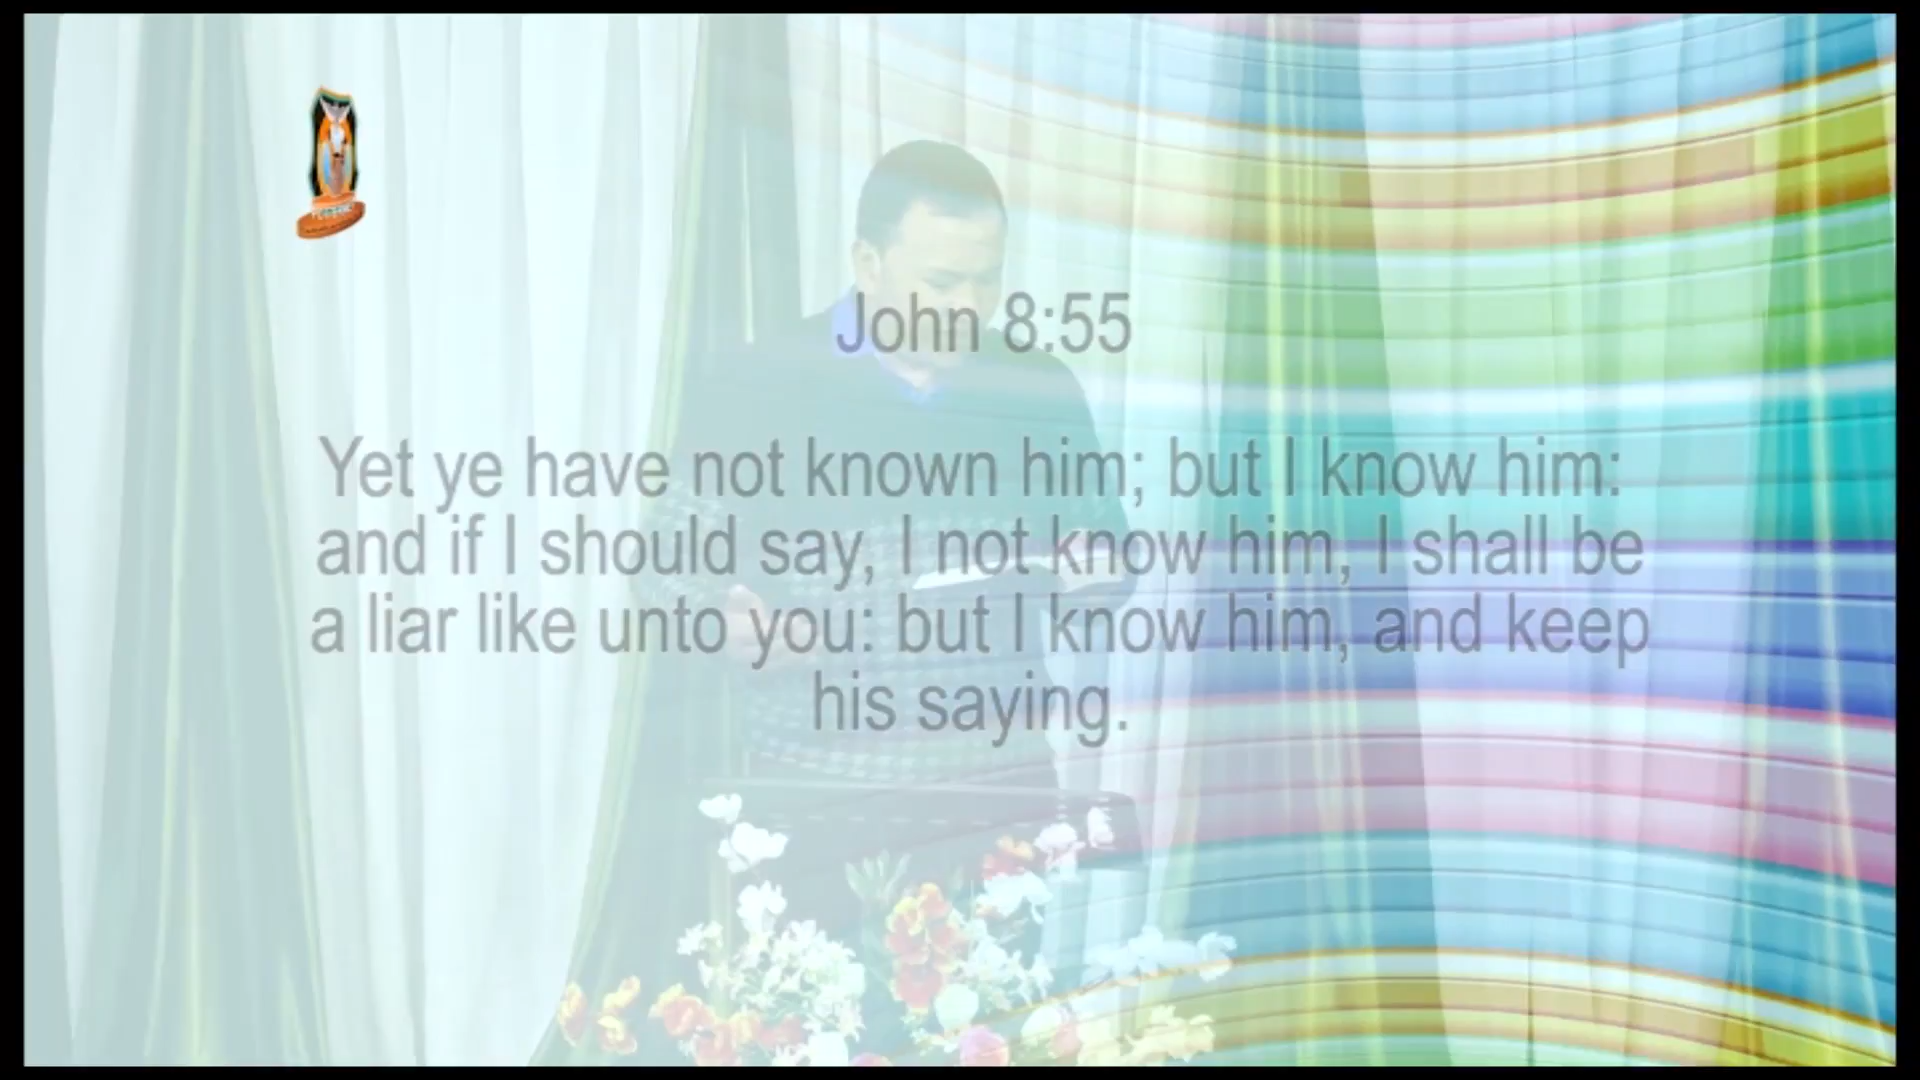 John 8:55
Yet ye have not known him; but I know him:
and if I should say, I not know him, I shall be
a liar like unto you: but I know him, and keep
his saying.